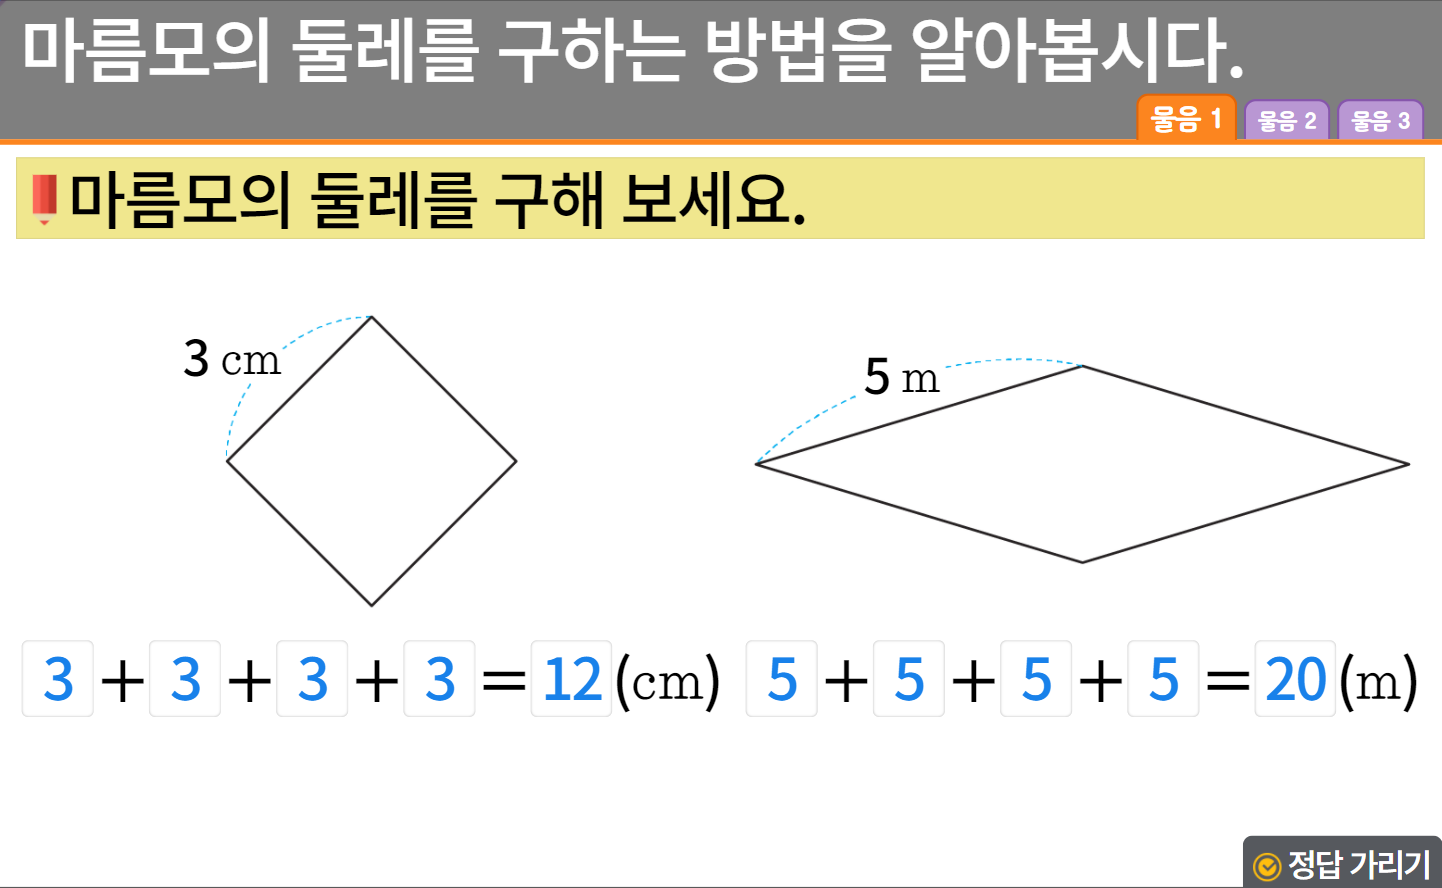 마름모의 둘레를 구하는 방법을 알아봅시다.
물음 1 물음 2 물음 3
마름모의 둘레를 구해 보세요.
3 cm
5 m
3 + 3 + 3 + 3 = 12 (cm) 5 + 5 + 5 + 5 = 20 (m)
정답 가리기